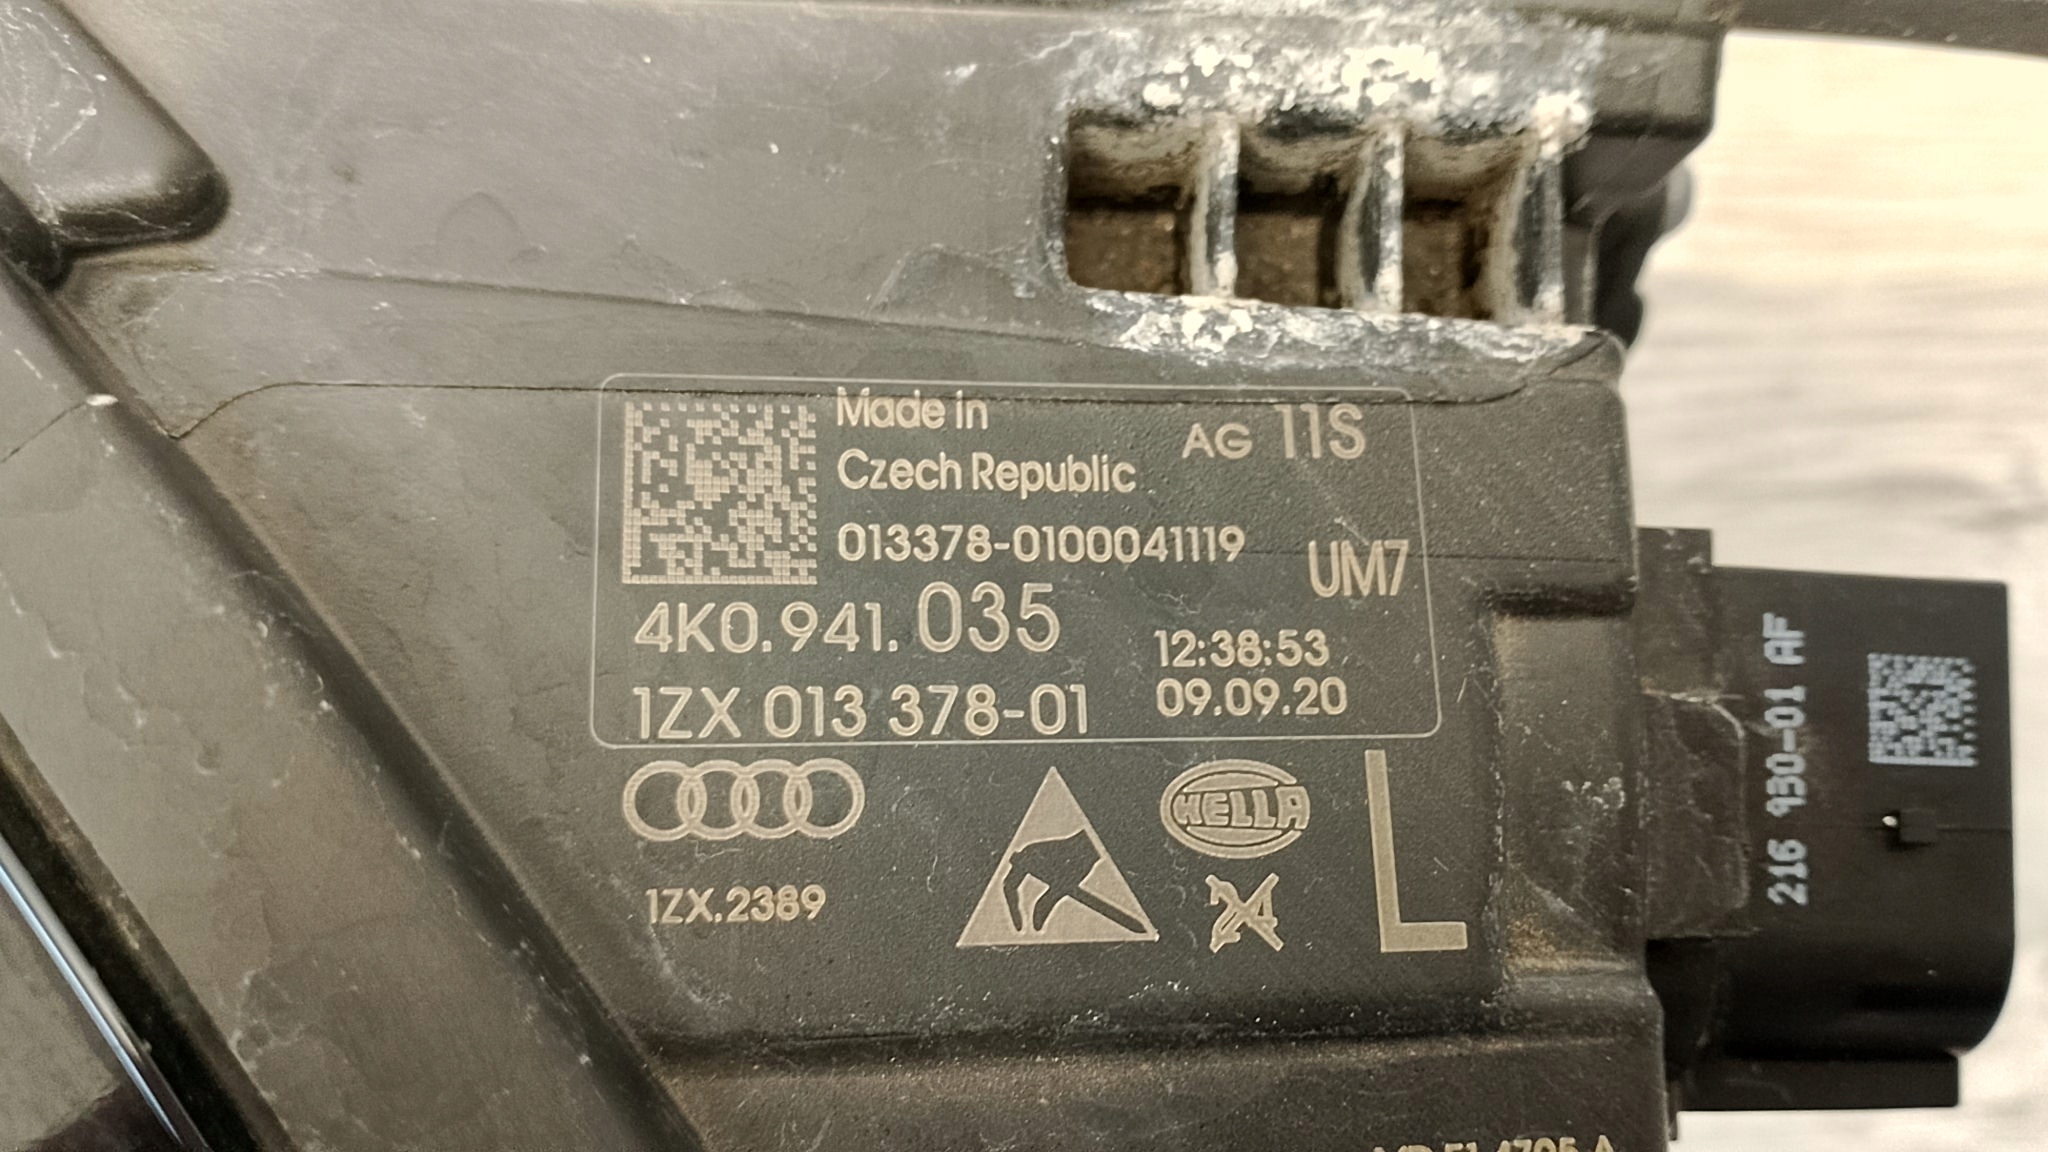 Made in
Czech Republic
AG 11S
013378-0100041119
UM7
4K0.941.035
12:38:53
1ZX 013 378-01
09.09.20
HELLA
1ZX.2389
24
L
216 930-01 AF